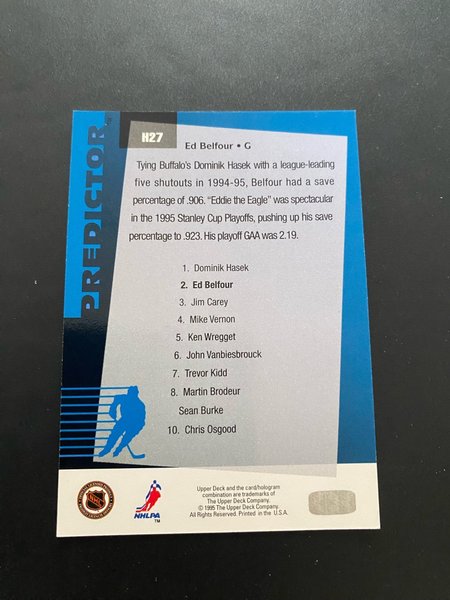 H27
PREDICTOR
Ed Belfour • G
Tying Buffalo's Dominik Hasek with a league-leading
five shutouts in 1994-95, Belfour had a save
percentage of .906. "Eddie the Eagle" was spectacular
in the 1995 Stanley Cup Playoffs, pushing up his save
percentage to .923. His playoff GAA was 2.19.
1. Dominik Hasek
2. Ed Belfour
3. Jim Carey
4. Mike Vernon
5. Ken Wregget
6. John Vanbiesbrouck
7. Trevor Kidd
8. Martin Brodeur
Sean Burke
10. Chris Osgood
Upper Deck and the card/hologram
combination are trademarks of
The Upper Deck Company.
© 1995 The Upper Deck Company.
All Rights Reserved. Printed in the U.S.A.
NHLPA
TM